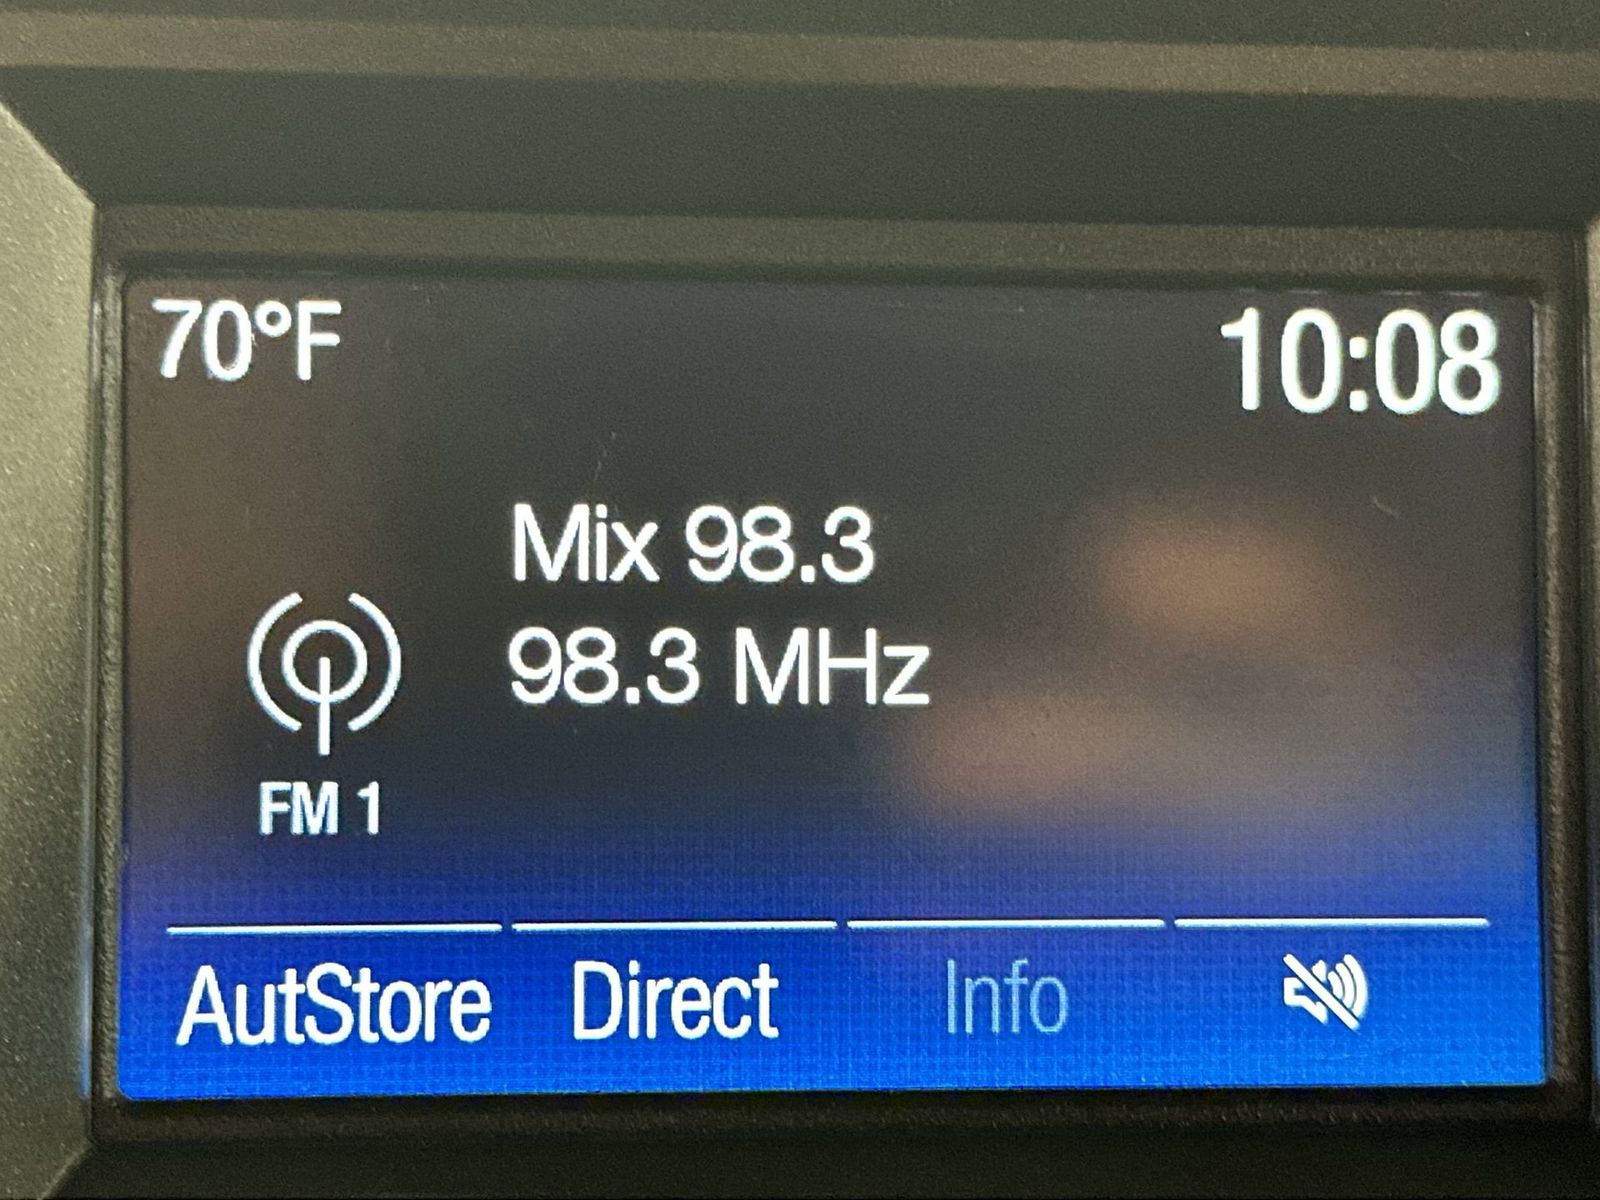 70°F
10:08
Mix 98.3
98.3 MHz
FM 1
AutStore
Direct
Info